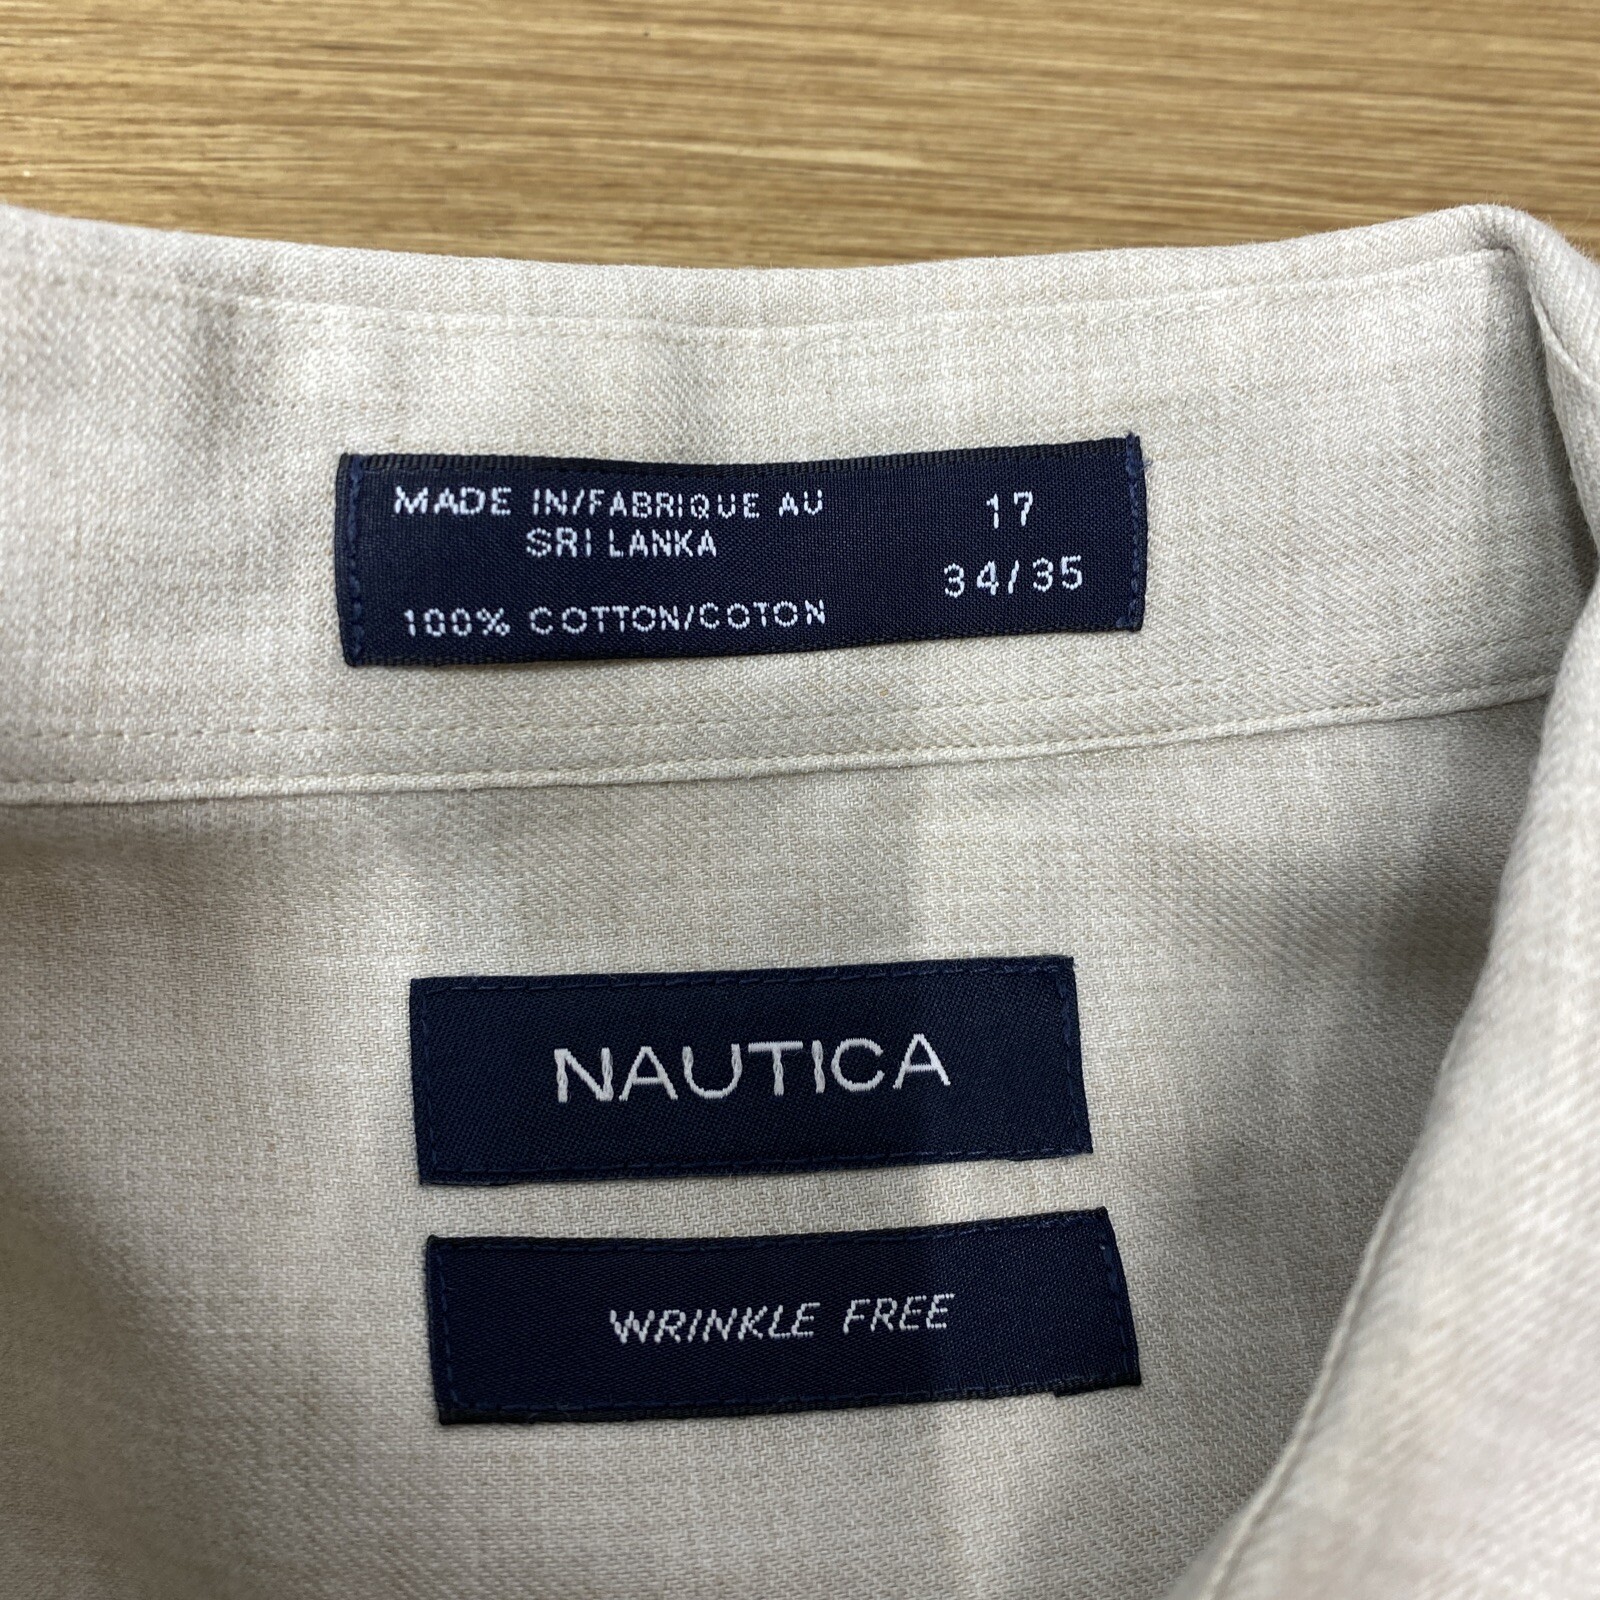 MADE IN/FABRIQUE AU
SRI LANKA
100% COTTON/COTON
17
34/35
NAUTICA
WRINKLE FREE